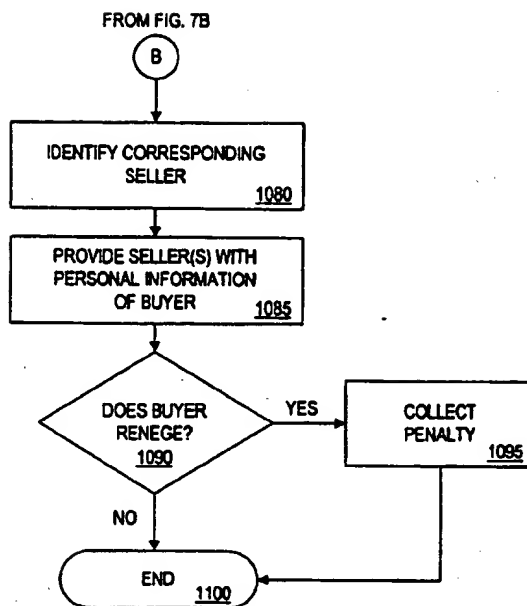 FROM FIG. 7B
B
IDENTIFY CORRESPONDING
SELLER
1080
PROVIDE SELLER(S) WITH
PERSONAL INFORMATION
OF BUYER
1085
DOES BUYER
RENEGE?
1090
YES
COLLECT
PENALTY
1095
NO
END
1100